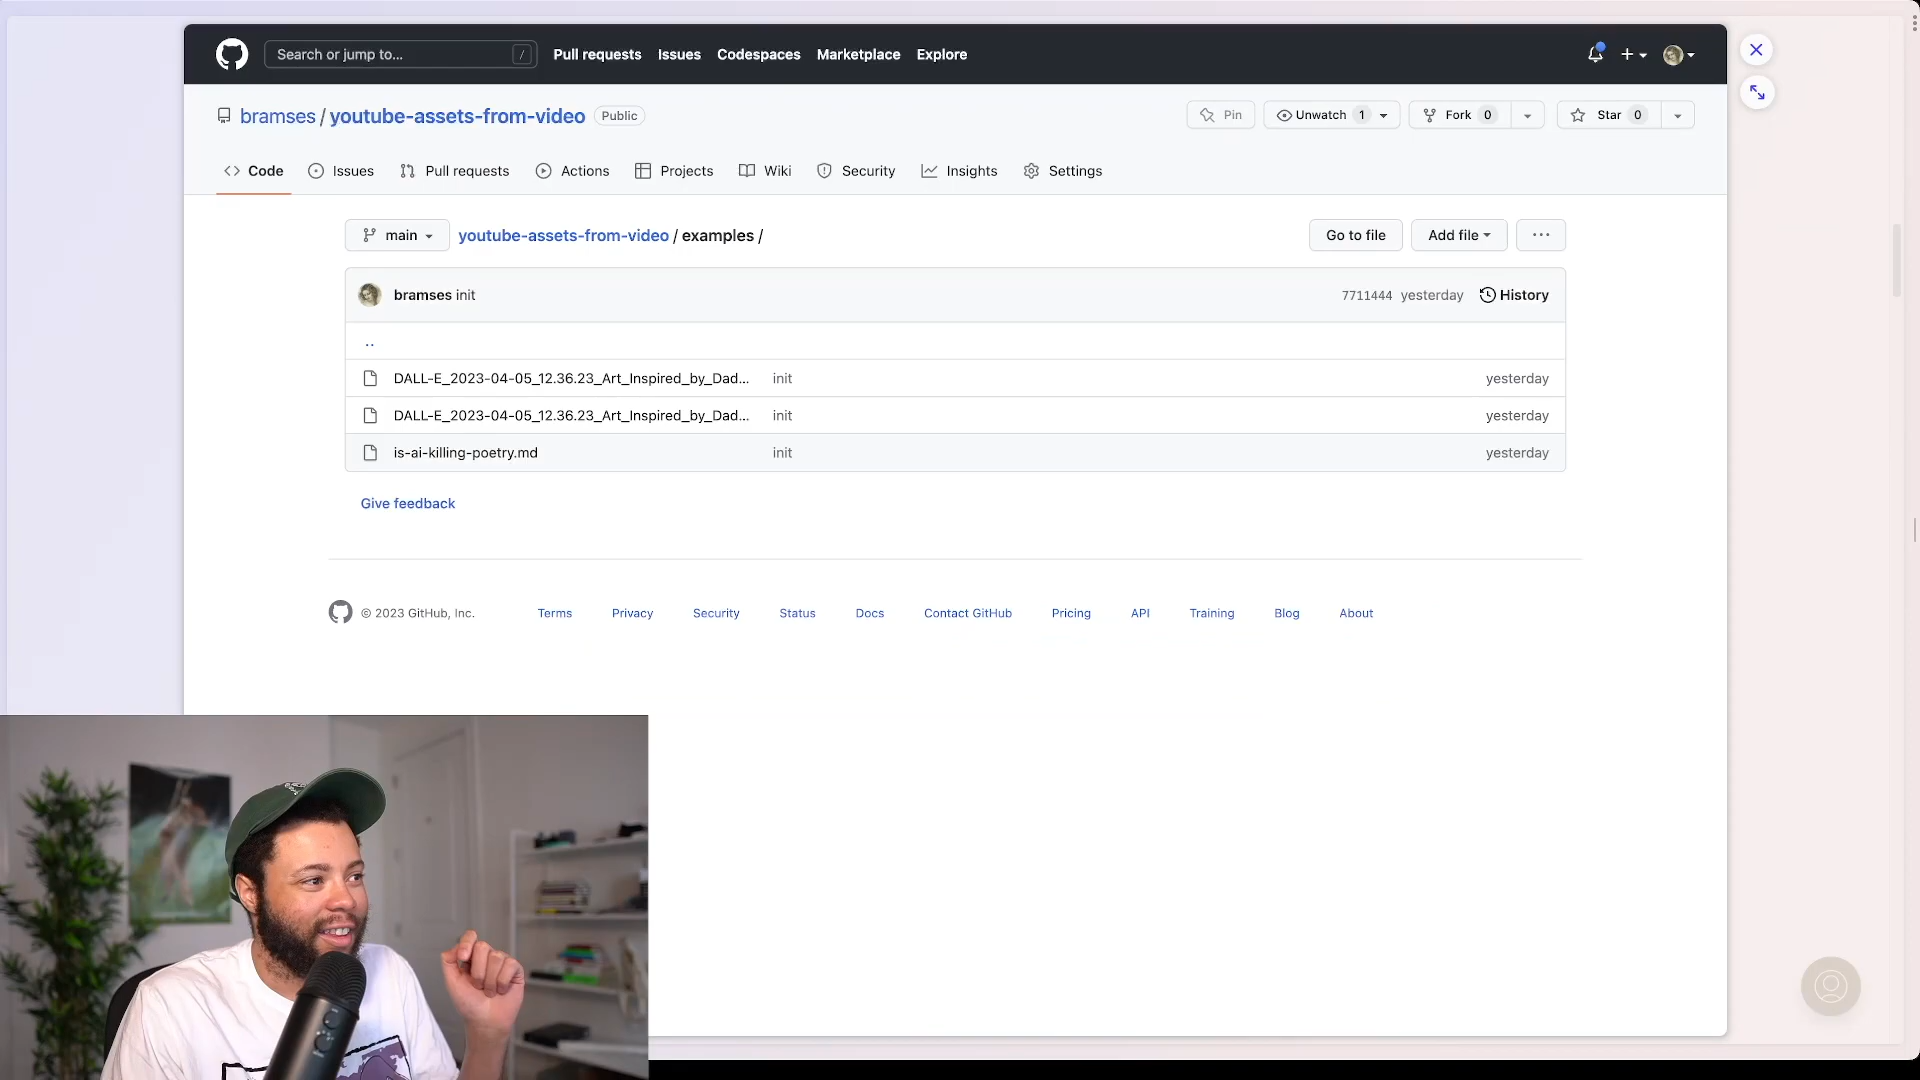 Search or jump to... / Pull requests Issues Codespaces Marketplace Explore
bramses / youtube-assets-from-video Public Pin Unwatch 1 Fork 0 Star 0
Code Issues Pull requests Actions Projects Wiki Security Insights Settings
main youtube-assets-from-video / examples / Go to file Add file ...
bramses init 7711444 yesterday History
..
DALL-E_2023-04-05_12.36.23_Art_Inspired_by_Dad... init yesterday
DALL-E_2023-04-05_12.36.23_Art_Inspired_by_Dad... init yesterday
is-ai-killing-poetry.md init yesterday
Give feedback
© 2023 GitHub, Inc. Terms Privacy Security Status Docs Contact GitHub Pricing API Training Blog About